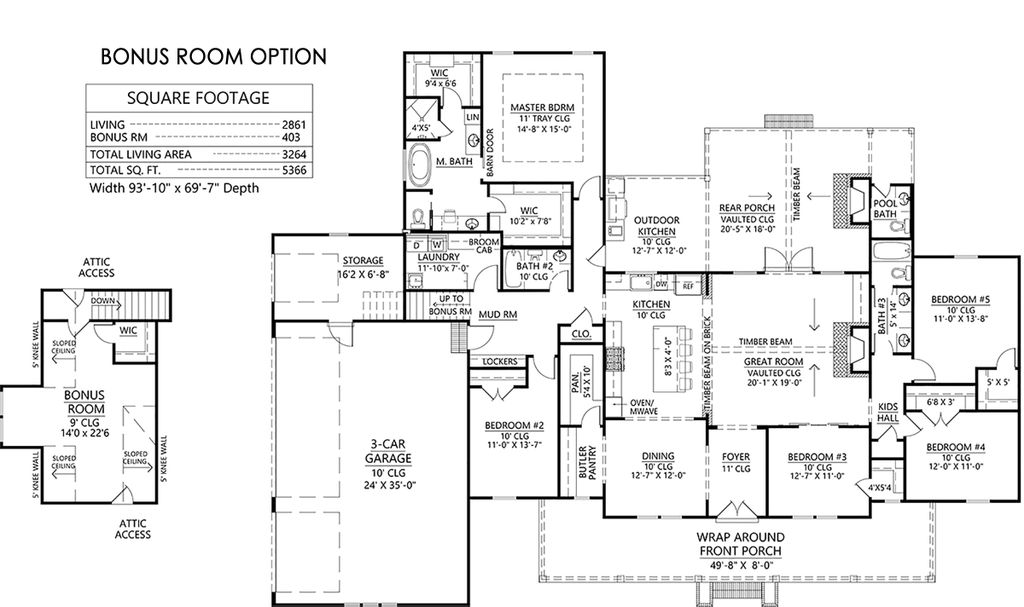 BONUS ROOM OPTION
SQUARE FOOTAGE
LIVING 2861
BONUS RM 403
TOTAL LIVING AREA 3264
TOTAL SQ. FT. 5366
Width 93'-10" x 69'-7" Depth
WIC
9'4 x 6'6
4'X5'
LIN
M. BATH
BARN DOOR
MASTER BDRM
11' TRAY CLG
14'-8" X 15'-0"
WIC
10'2" x 7'8"
D
W
BROOM
CAB
LAUNDRY
11'-10"x 7'-0"
BATH #2
10' CLG
STORAGE
16'2 X 6'-8"
UP TO
BONUS RM
MUD RM
CLO.
LOCKERS
OUTDOOR
KITCHEN
10' CLG
12'-7" X 12'-0"
REAR PORCH
VAULTED CLG
20'-5" X 18'-0"
TIMBER BEAM
POOL
BATH
KITCHEN
10' CLG
DW
REF
8'3 X 4'-0"
OVEN/
MWAVE
TIMBER BEAM ON BRICK
TIMBER BEAM
GREAT ROOM
VAULTED CLG
20'-1" X 19'-0"
BATH #3
5' x 14'
BEDROOM #5
10' CLG
11'-0" X 13'-8"
5' X 5'
6'8 X 3'
KIDS
HALL
BEDROOM #4
10' CLG
12'-0" X 11'-0"
4'X5'4
BEDROOM #3
10' CLG
12'-7" X 11'-0"
FOYER
11' CLG
DINING
10' CLG
12'-7" X 12'-0"
PAN.
5'4 X 10'
BUTLER
PANTRY
BEDROOM #2
10' CLG
11'-0" X 13'-7"
3-CAR
GARAGE
10' CLG
24' X 35'-0"
WRAP AROUND
FRONT PORCH
49'-8" X 8'-0"
ATTIC
ACCESS
DOWN
WIC
5' KNEE WALL
SLOPED
CEILING
BONUS
ROOM
9' CLG
14'0 x 22'6
SLOPED
CEILING
SLOPED
CEILING
5' KNEE WALL
5' KNEE WALL
ATTIC
ACCESS